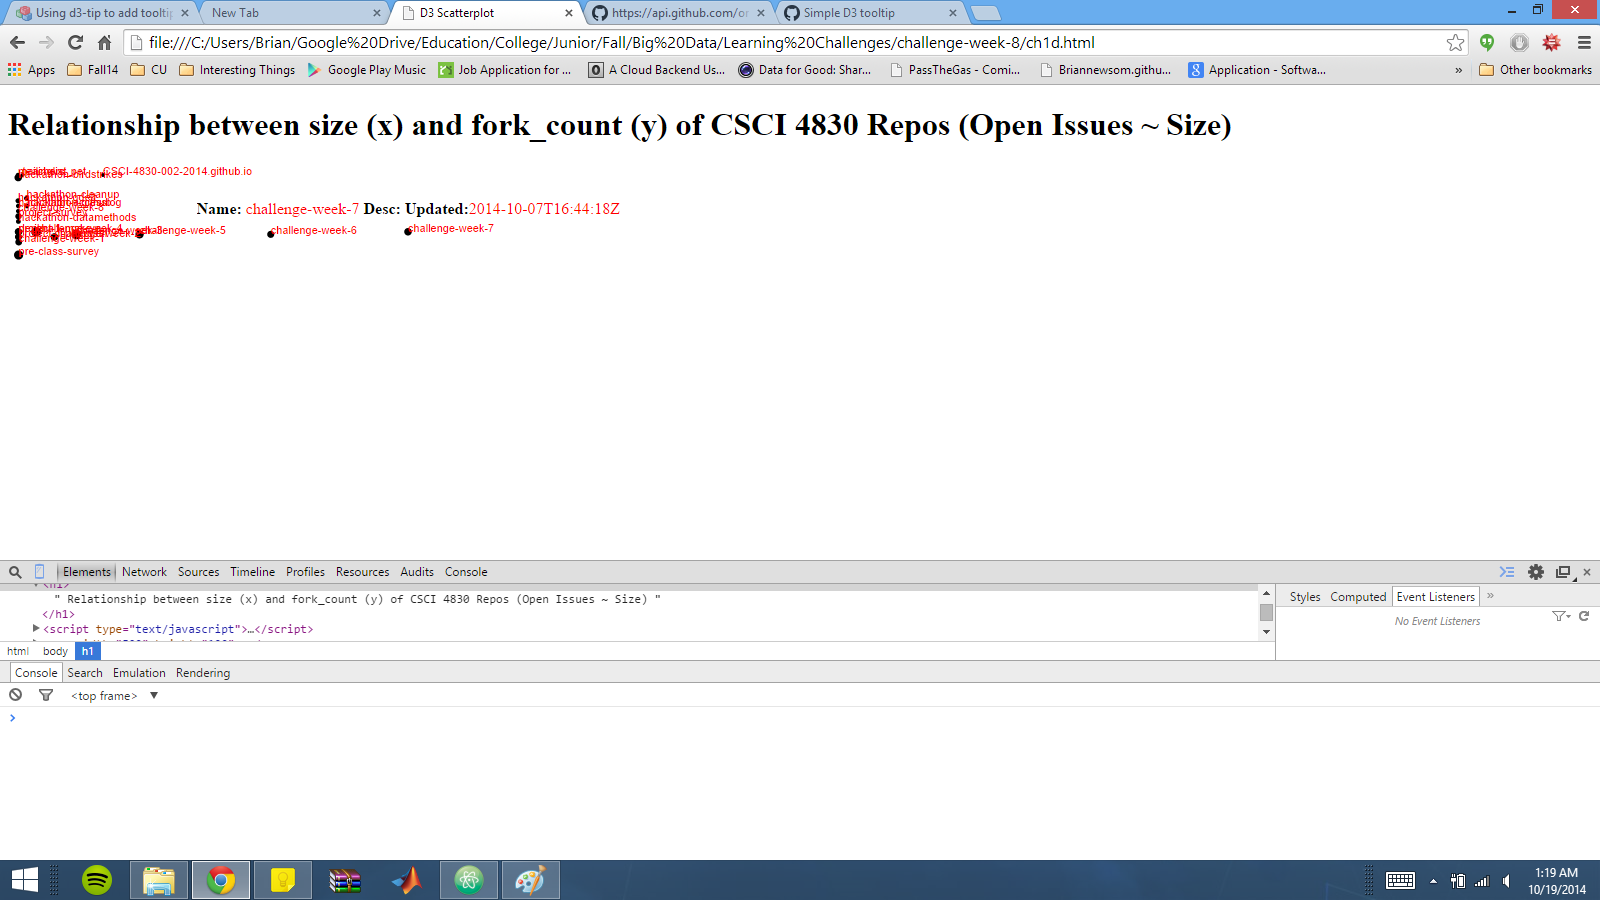 Using d3-tip to add tooltip
New Tab
D3 Scatterplot
https://api.github.com/or
Simple D3 tooltip
file:///C:/Users/Brian/Google%20Drive/Education/College/Junior/Fall/Big%20Data/Learning%20Challenges/challenge-week-8/ch1d.html
Apps Fall14 CU Interesting Things Google Play Music Job Application for ... A Cloud Backend Us... Data for Good: Shar... PassTheGas - Comi... Briannewsom.githu... Application - Softwa... » Other bookmarks
Relationship between size (x) and fork_count (y) of CSCI 4830 Repos (Open Issues ~ Size)
CSCI-4830-002-2014.github.io
hackathon-birdstrikes
hackathon-cleanup
challenge-week-8
Name: challenge-week-7 Desc: Updated:2014-10-07T16:44:18Z
project-survey
hackathon-datamethods
challenge-week-5
challenge-week-6
challenge-week-7
challenge-week-1
pre-class-survey
Elements Network Sources Timeline Profiles Resources Audits Console
<h1>
" Relationship between size (x) and fork_count (y) of CSCI 4830 Repos (Open Issues ~ Size) "
</h1>
<script type="text/javascript">…</script>
html body h1
Styles Computed Event Listeners »
No Event Listeners
Console Search Emulation Rendering
<top frame>
1:19 AM
10/19/2014